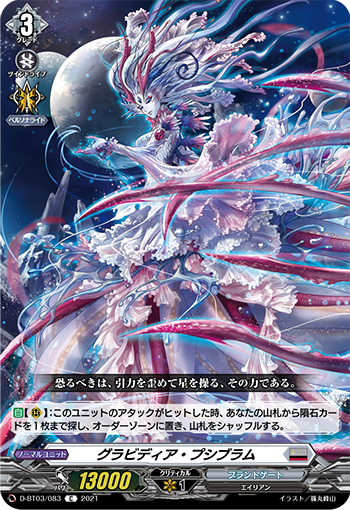 3
グレード
ツインドライブ
ペルソナライド
恐るべきは、引力を歪めて星を操る、その力である。
【自】【(V)】:このユニットのアタックがヒットした時、あなたの山札から隕石カードを1枚まで探し、オーダーゾーンに置き、山札をシャッフルする。
ノーマルユニット
グラビディア・プシブラム
パワー 13000
クリティカル
1
ブラントゲート
エイリアン
D-BT03/083 C 2021
イラスト/篠丸峰山